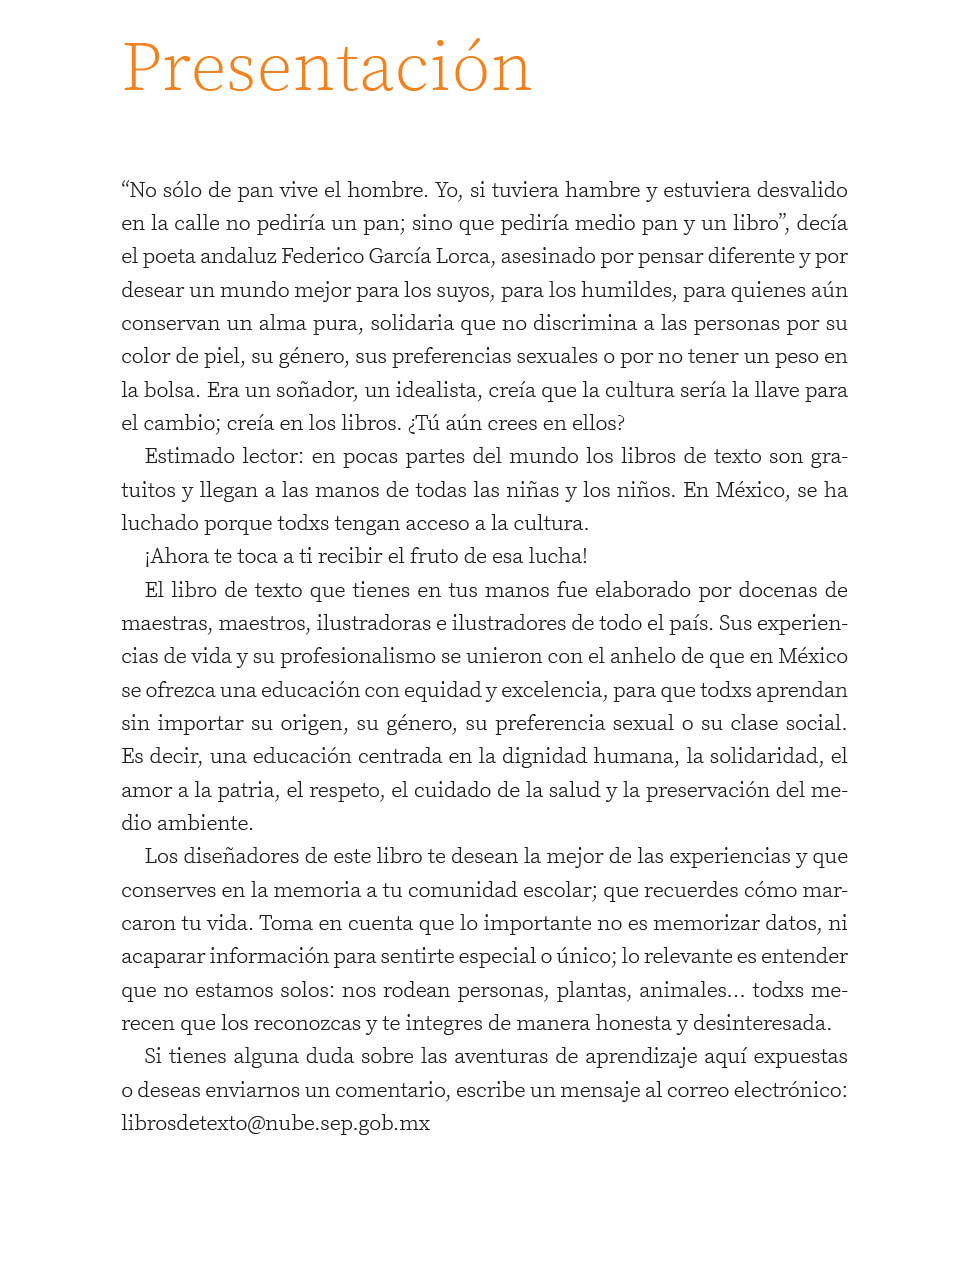 Presentación
“No sólo de pan vive el hombre. Yo, si tuviera hambre y estuviera desvalido
en la calle no pediría un pan; sino que pediría medio pan y un libro”, decía
el poeta andaluz Federico García Lorca, asesinado por pensar diferente y por
desear un mundo mejor para los suyos, para los humildes, para quienes aún
conservan un alma pura, solidaria que no discrimina a las personas por su
color de piel, su género, sus preferencias sexuales o por no tener un peso en
la bolsa. Era un soñador, un idealista, creía que la cultura sería la llave para
el cambio; creía en los libros. ¿Tú aún crees en ellos?
Estimado lector: en pocas partes del mundo los libros de texto son gra-
tuitos y llegan a las manos de todas las niñas y los niños. En México, se ha
luchado porque todxs tengan acceso a la cultura.
¡Ahora te toca a ti recibir el fruto de esa lucha!
El libro de texto que tienes en tus manos fue elaborado por docenas de
maestras, maestros, ilustradoras e ilustradores de todo el país. Sus experien-
cias de vida y su profesionalismo se unieron con el anhelo de que en México
se ofrezca una educación con equidad y excelencia, para que todxs aprendan
sin importar su origen, su género, su preferencia sexual o su clase social.
Es decir, una educación centrada en la dignidad humana, la solidaridad, el
amor a la patria, el respeto, el cuidado de la salud y la preservación del me-
dio ambiente.
Los diseñadores de este libro te desean la mejor de las experiencias y que
conserves en la memoria a tu comunidad escolar; que recuerdes cómo mar-
caron tu vida. Toma en cuenta que lo importante no es memorizar datos, ni
acaparar información para sentirte especial o único; lo relevante es entender
que no estamos solos: nos rodean personas, plantas, animales... todxs me-
recen que los reconozcas y te integres de manera honesta y desinteresada.
Si tienes alguna duda sobre las aventuras de aprendizaje aquí expuestas
o deseas enviarnos un comentario, escribe un mensaje al correo electrónico:
librosdetexto@nube.sep.gob.mx